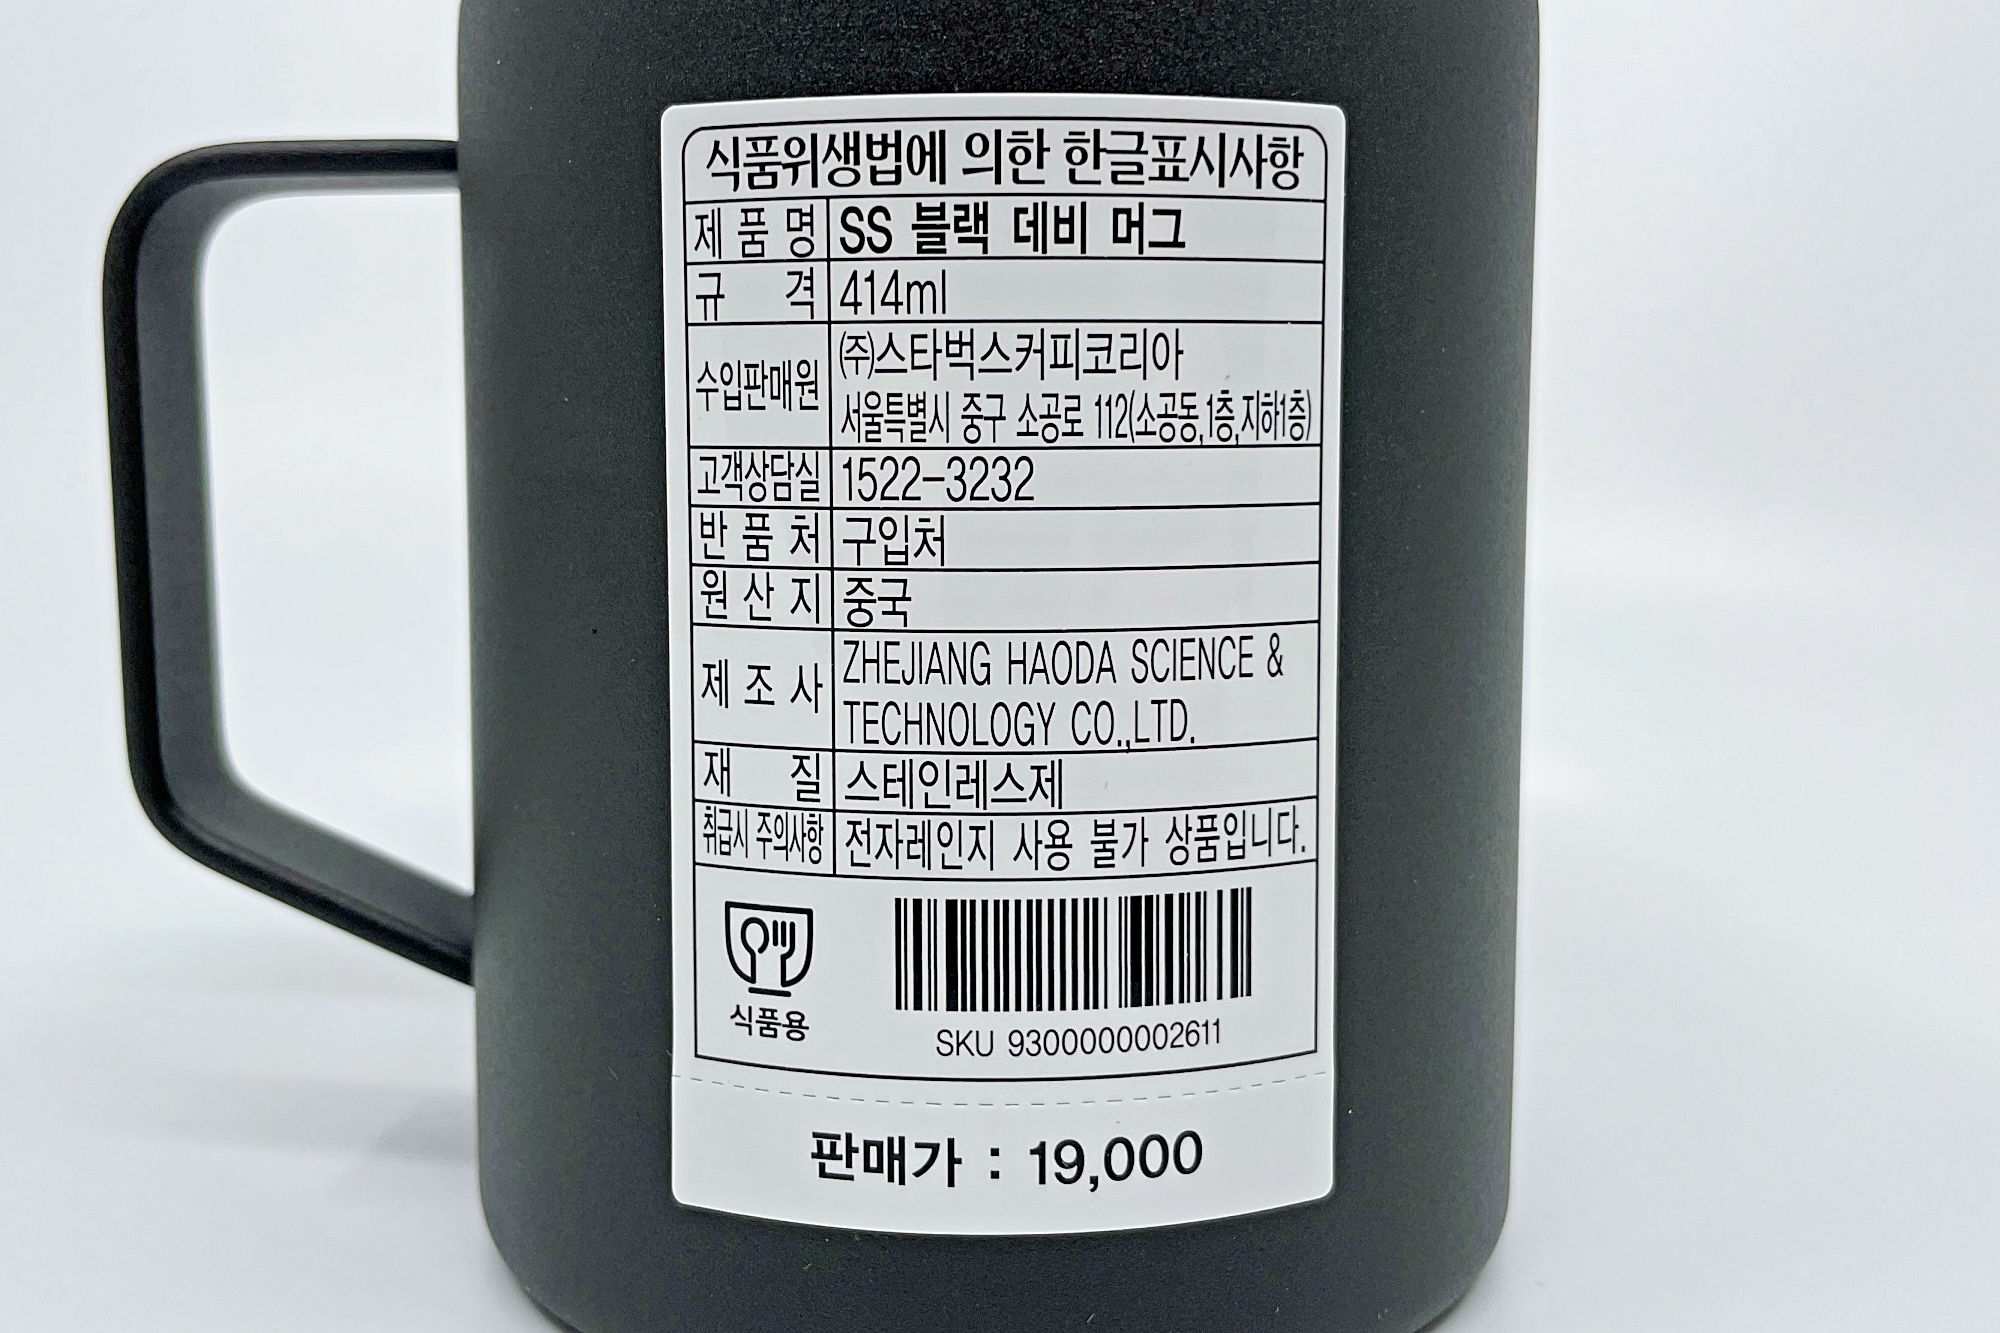 식품위생법에 의한 한글표시사항
제품명 SS 블랙 데비 머그
규격 414ml
수입판매원 ㈜스타벅스커피코리아
서울특별시 중구 소공로 112(소공동,1층,지하1층)
고객상담실 1522-3232
반품처 구입처
원산지 중국
제조사 ZHEJIANG HAODA SCIENCE &
TECHNOLOGY CO.,LTD.
재질 스테인레스제
취급시 주의사항 전자레인지 사용 불가 상품입니다.
식품용
SKU 9300000002611
판매가 : 19,000